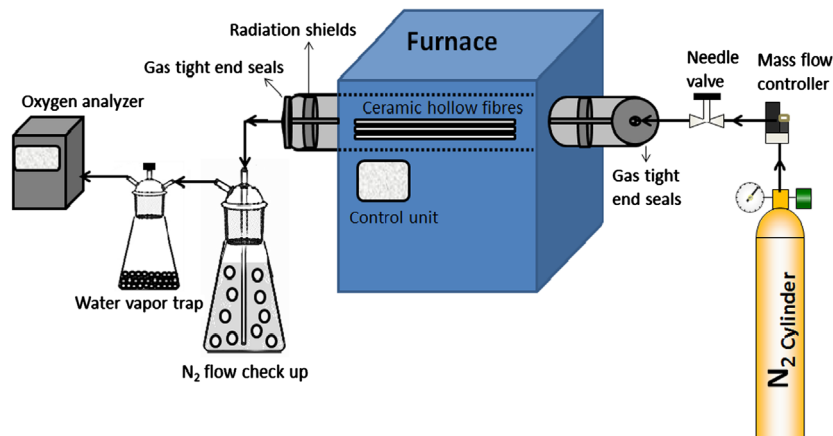 Radiation shields
Furnace
Needle
valve
Mass flow
controller
Gas tight end seals
Oxygen analyzer
Ceramic hollow fibres
Gas tight
end seals
Control unit
Water vapor trap
N₂ flow check up
N₂ Cylinder